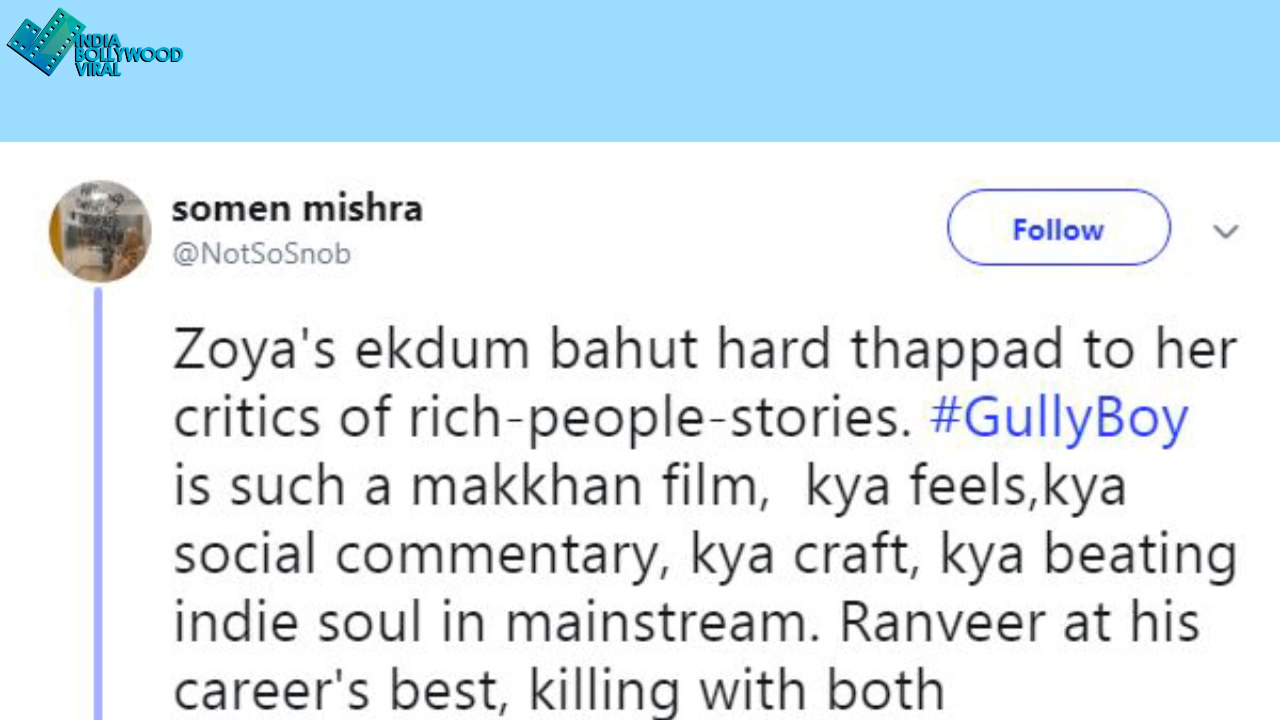 INDIA
BOLLYWOOD
VIRAL
somen mishra
@NotSoSnob
Follow
Zoya's ekdum bahut hard thappad to her
critics of rich-people-stories. #GullyBoy
is such a makkhan film,  kya feels,kya
social commentary, kya craft, kya beating
indie soul in mainstream. Ranveer at his
career's best, killing with both